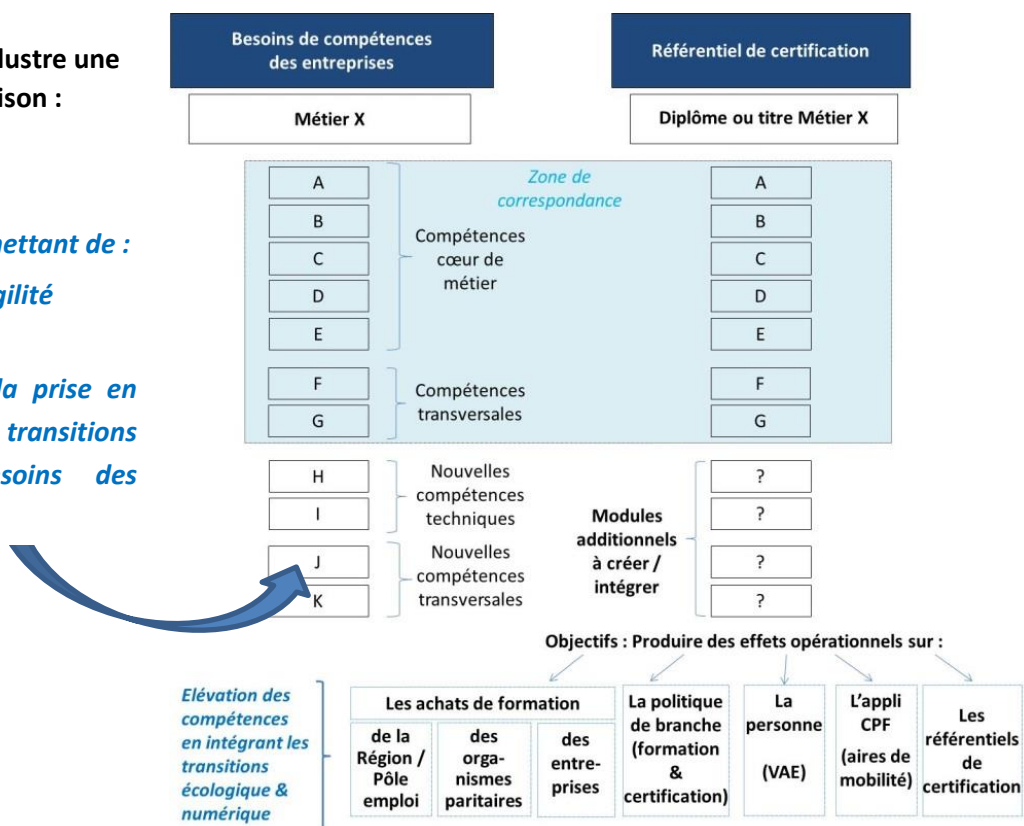 lustre une
ison :
nettant de :
gilité
la prise en
transitions
soins des
Besoins de compétences
des entreprises
Référentiel de certification
Métier X
Diplôme ou titre Métier X
Zone de
correspondance
A
B
C
D
E
Compétences
cœur de
métier
A
B
C
D
E
F
G
Compétences
transversales
F
G
H
I
Nouvelles
compétences
techniques
J
K
Nouvelles
compétences
transversales
Modules
additionnels
à créer /
intégrer
?
?
?
?
Objectifs : Produire des effets opérationnels sur :
Elévation des
compétences
en intégrant les
transitions
écologique &
numérique
Les achats de formation
de la
Région /
Pôle
emploi
des
orga-
nismes
paritaires
des
entre-
prises
La politique
de branche
(formation
&
certification)
La
personne
(VAE)
L’appli
CPF
(aires de
mobilité)
Les
référentiels
de
certification